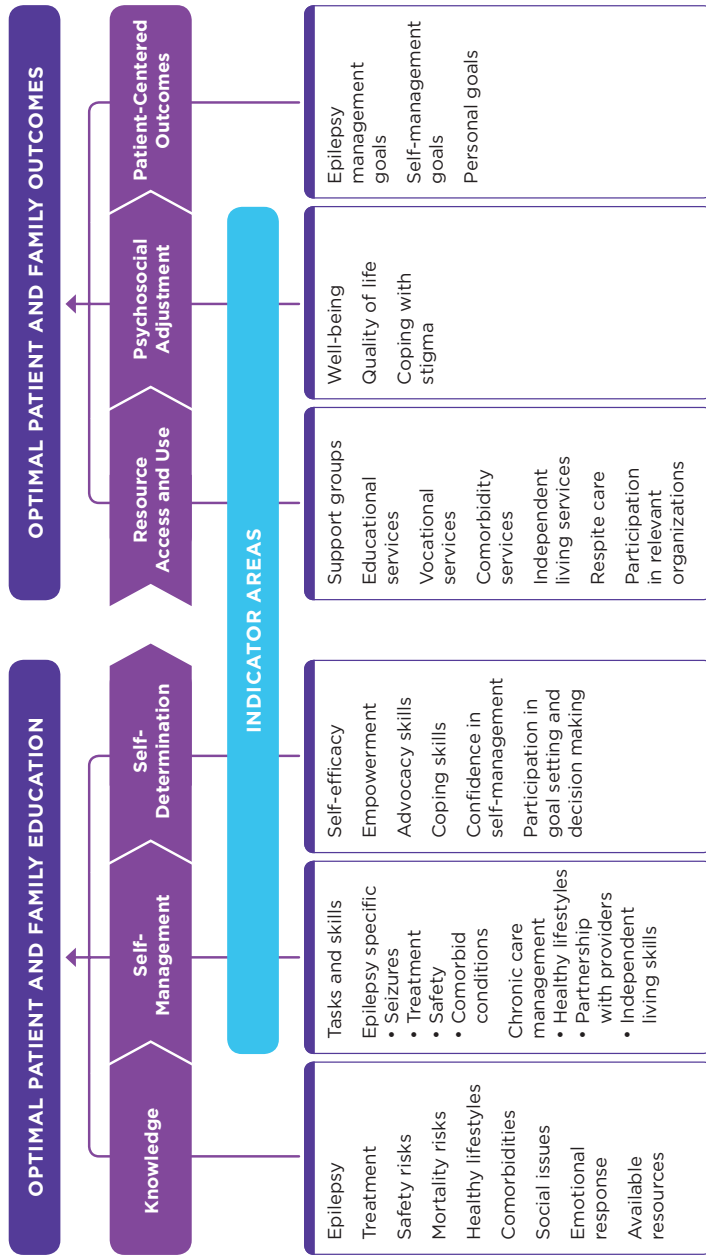 OPTIMAL PATIENT AND FAMILY EDUCATION
OPTIMAL PATIENT AND FAMILY OUTCOMES
Knowledge
Self-
Management
Self-
Determination
Resource
Access and Use
Psychosocial
Adjustment
Patient-Centered
Outcomes
INDICATOR AREAS
Epilepsy
Treatment
Safety risks
Mortality risks
Healthy lifestyles
Comorbidities
Social issues
Emotional
response
Available
resources
Tasks and skills
Epilepsy specific
• Seizures
• Treatment
• Safety
• Comorbid
conditions
Chronic care
management
• Healthy lifestyles
• Partnership
with providers
• Independent
living skills
Self-efficacy
Empowerment
Advocacy skills
Coping skills
Confidence in
self-management
Participation in
goal setting and
decision making
Support groups
Educational
services
Vocational
services
Comorbidity
services
Independent
living services
Respite care
Participation
in relevant
organizations
Well-being
Quality of life
Coping with
stigma
Epilepsy
management
goals
Self-management
goals
Personal goals